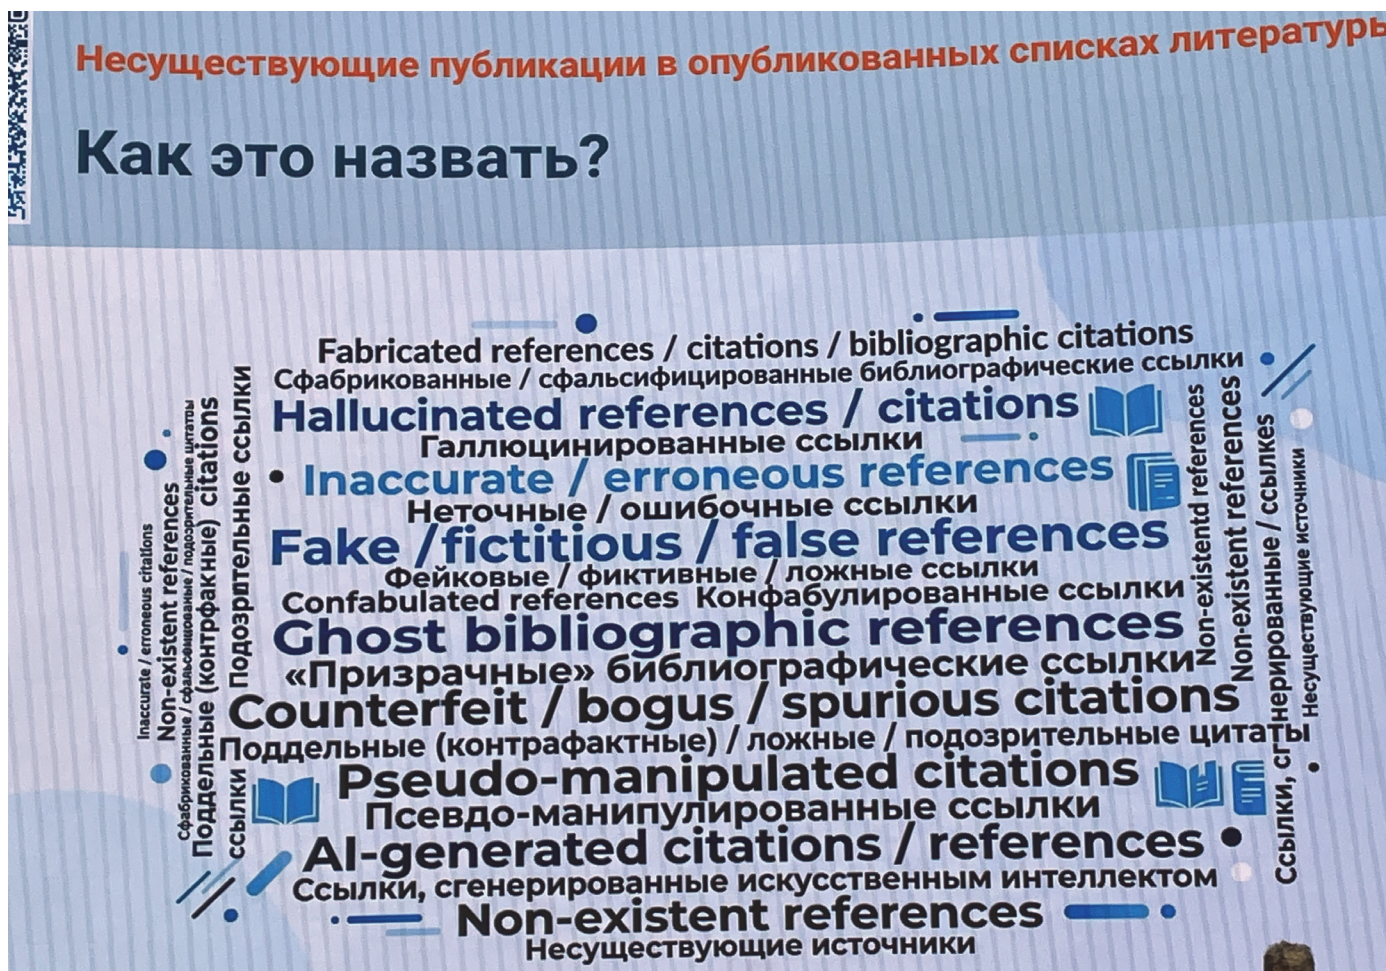 Несуществующие публикации в опубликованных списках литературы
Как это назвать?
Fabricated references / citations / bibliographic citations
Сфабрикованные / сфальсифицированные библиографические ссылки
Hallucinated references / citations
Галлюцинированные ссылки
Inaccurate / erroneous references
Неточные / ошибочные ссылки
Fake /fictitious / false references
Фейковые / фиктивные / ложные ссылки
Confabulated references Конфабулированные ссылки
Ghost bibliographic references
«Призрачные» библиографические ссылки
Counterfeit / bogus / spurious citations
Поддельные (контрафактные) / ложные / подозрительные цитаты
Pseudo-manipulated citations
Псевдо-манипулированные ссылки
AI-generated citations / references
Ссылки, сгенерированные искусственным интеллектом
Non-existent references
Несуществующие источники
Inaccurate / erroneous citations
Non-existent references
Сфабрикованные / / подозрительные цитаты
Поддельные (контрафакные) citations
ссылки Подозрительные ссылки
Non-existentd references
Non-existent references
Ссылки, сгнерированные / ссылкes
Несуществующие источники